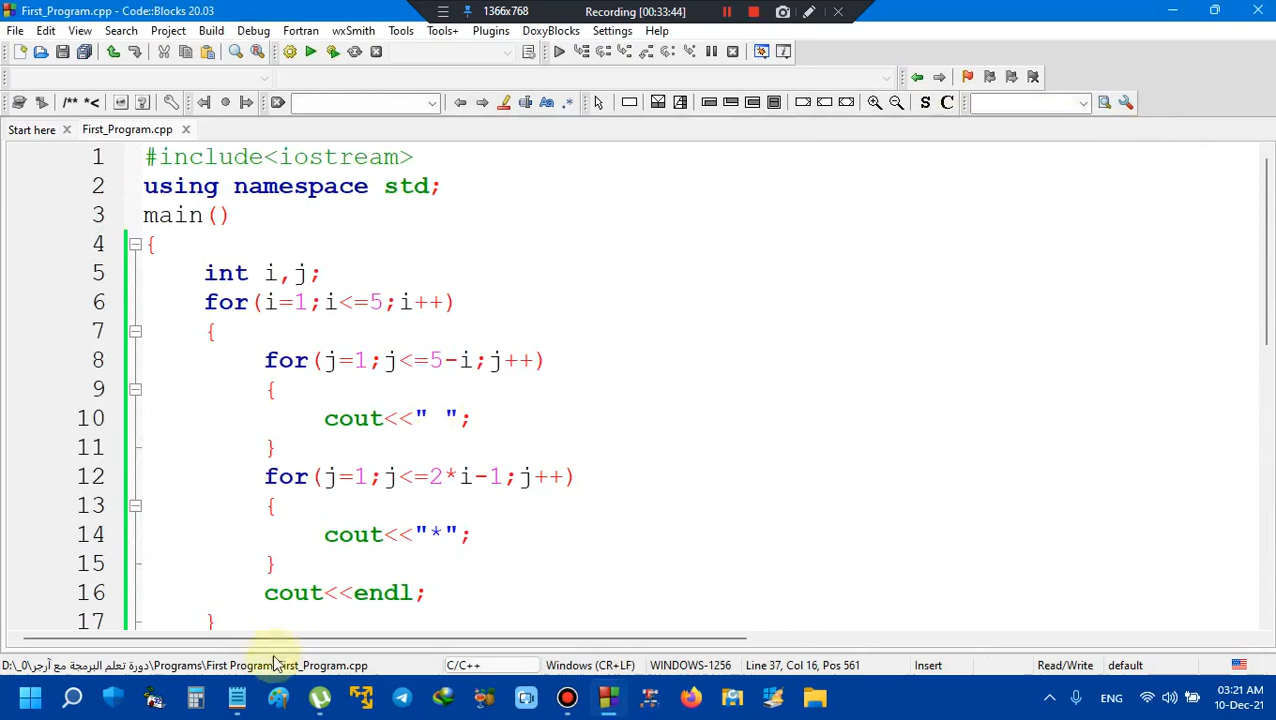 First_Program.cpp - Code::Blocks 20.03
1366x768
Recording [00:33:44]
File Edit View Search Project Build Debug Fortran wxSmith Tools Tools+ Plugins DoxyBlocks Settings Help
/** *<
Aa .*
S C
Start here
First_Program.cpp
1 #include<iostream>
2 using namespace std;
3 main()
4 {
5 int i,j;
6 for(i=1;i<=5;i++)
7 {
8 for(j=1;j<=5-i;j++)
9 {
10 cout<<" ";
11 }
12 for(j=1;j<=2*i-1;j++)
13 {
14 cout<<"*";
15 }
16 cout<<endl;
17 }
D:\_0\دورة تعلم البرمجة مع آرجر\Programs\First Program\First_Program.cpp
C/C++
Windows (CR+LF)
WINDOWS-1256
Line 37, Col 16, Pos 561
Insert
Read/Write
default
ENG
03:21 AM
10-Dec-21